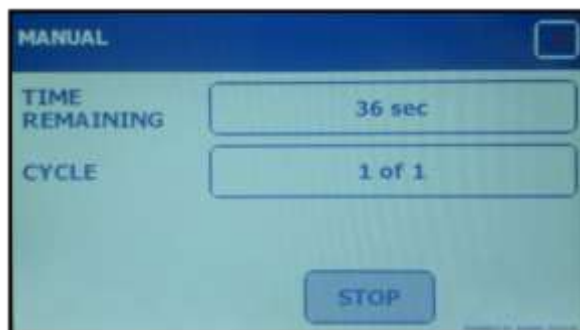 MANUAL
TIME
REMAINING
36 sec
CYCLE
1 of 1
STOP